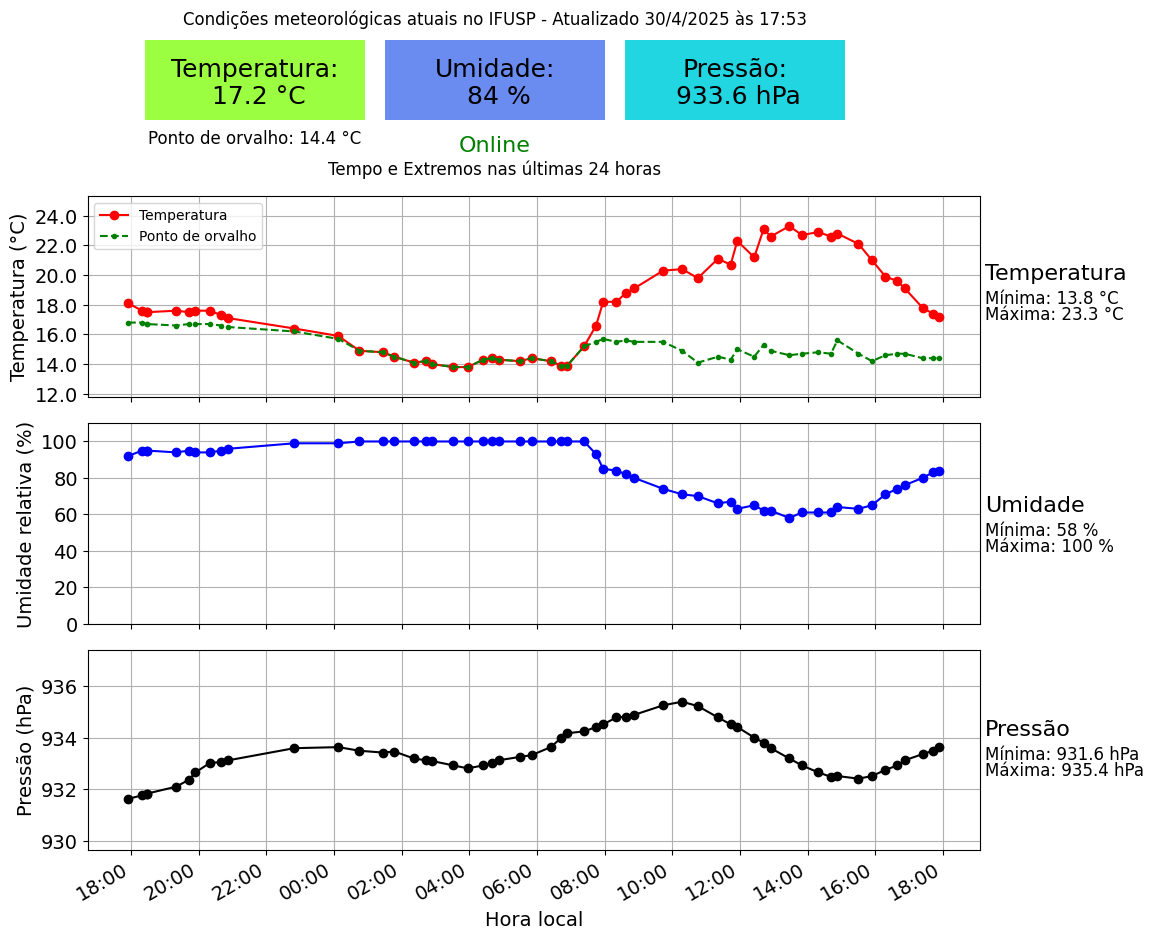 Condições meteorológicas atuais no IFUSP - Atualizado 30/4/2025 às 17:53
Temperatura:
17.2 °C
Umidade:
84 %
Pressão:
933.6 hPa
Ponto de orvalho: 14.4 °C
Online
Tempo e Extremos nas últimas 24 horas
Temperatura (°C)
24.0
22.0
20.0
18.0
16.0
14.0
12.0
Temperatura
Ponto de orvalho
Temperatura
Mínima: 13.8 °C
Máxima: 23.3 °C
Umidade relativa (%)
100
80
60
40
20
0
Umidade
Mínima: 58 %
Máxima: 100 %
Pressão (hPa)
936
934
932
930
Pressão
Mínima: 931.6 hPa
Máxima: 935.4 hPa
18:00 20:00 22:00 00:00 02:00 04:00 06:00 08:00 10:00 12:00 14:00 16:00 18:00
Hora local